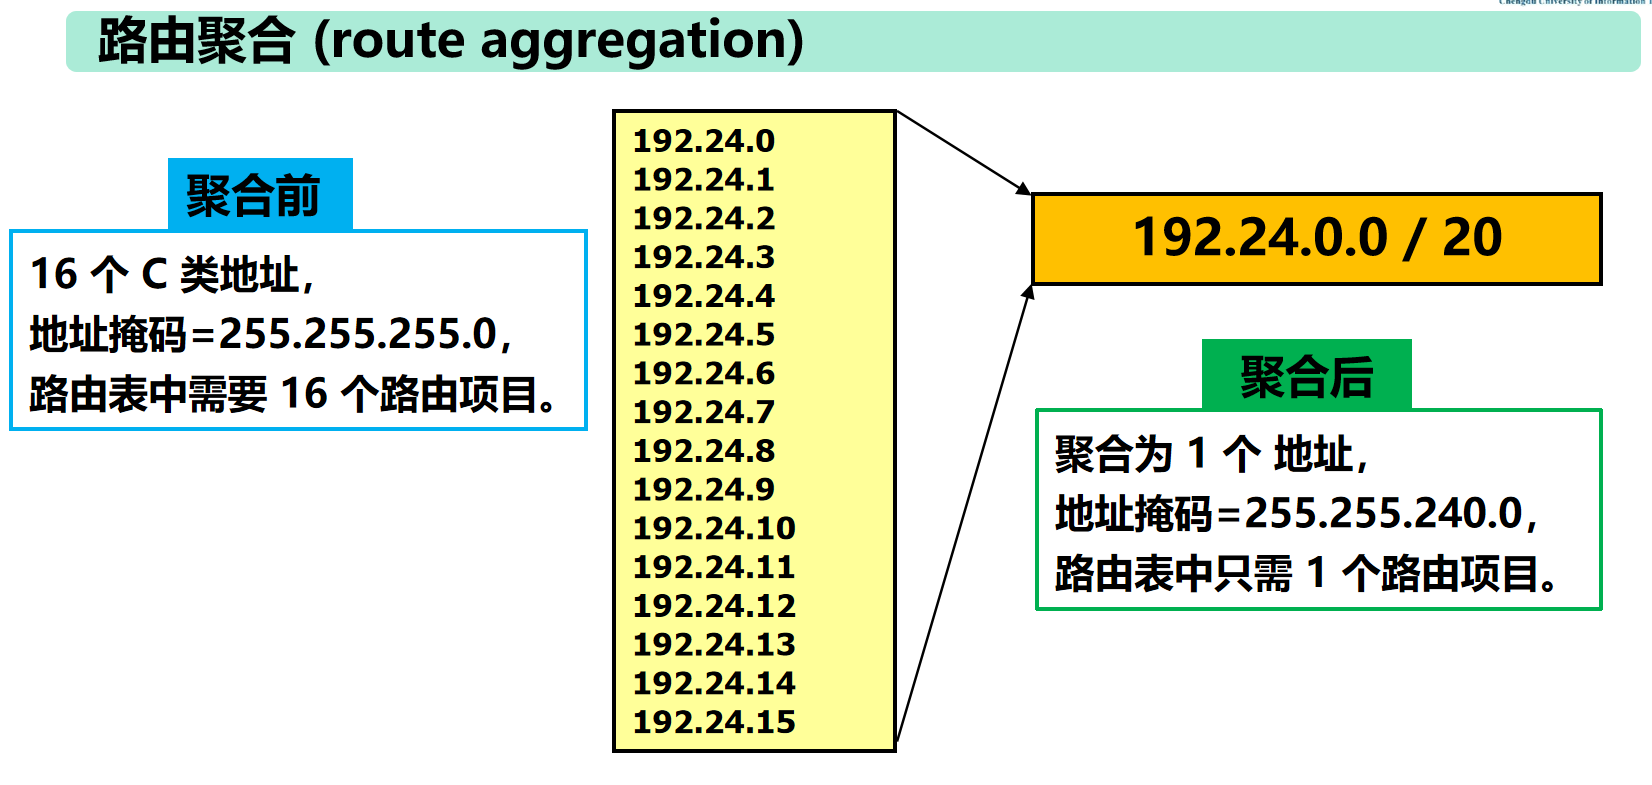 Chengdu University of Information
路由聚合 (route aggregation)
聚合前
16 个 C 类地址，
地址掩码=255.255.255.0，
路由表中需要 16 个路由项目。
192.24.0
192.24.1
192.24.2
192.24.3
192.24.4
192.24.5
192.24.6
192.24.7
192.24.8
192.24.9
192.24.10
192.24.11
192.24.12
192.24.13
192.24.14
192.24.15
192.24.0.0 / 20
聚合后
聚合为 1 个 地址，
地址掩码=255.255.240.0，
路由表中只需 1 个路由项目。